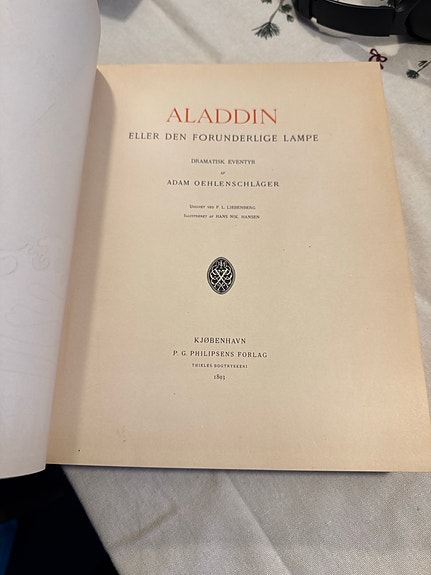 ALADDIN
ELLER DEN FORUNDERLIGE LAMPE
DRAMATISK EVENTYR
AF
ADAM OEHLENSCHLÄGER
UDGIVET VED F. L. LIEBENBERG
ILLUSTRERET AF HANS NIK. HANSEN
KJØBENHAVN
P. G. PHILIPSENS FORLAG
THIELES BOGTRYKKERI
1893